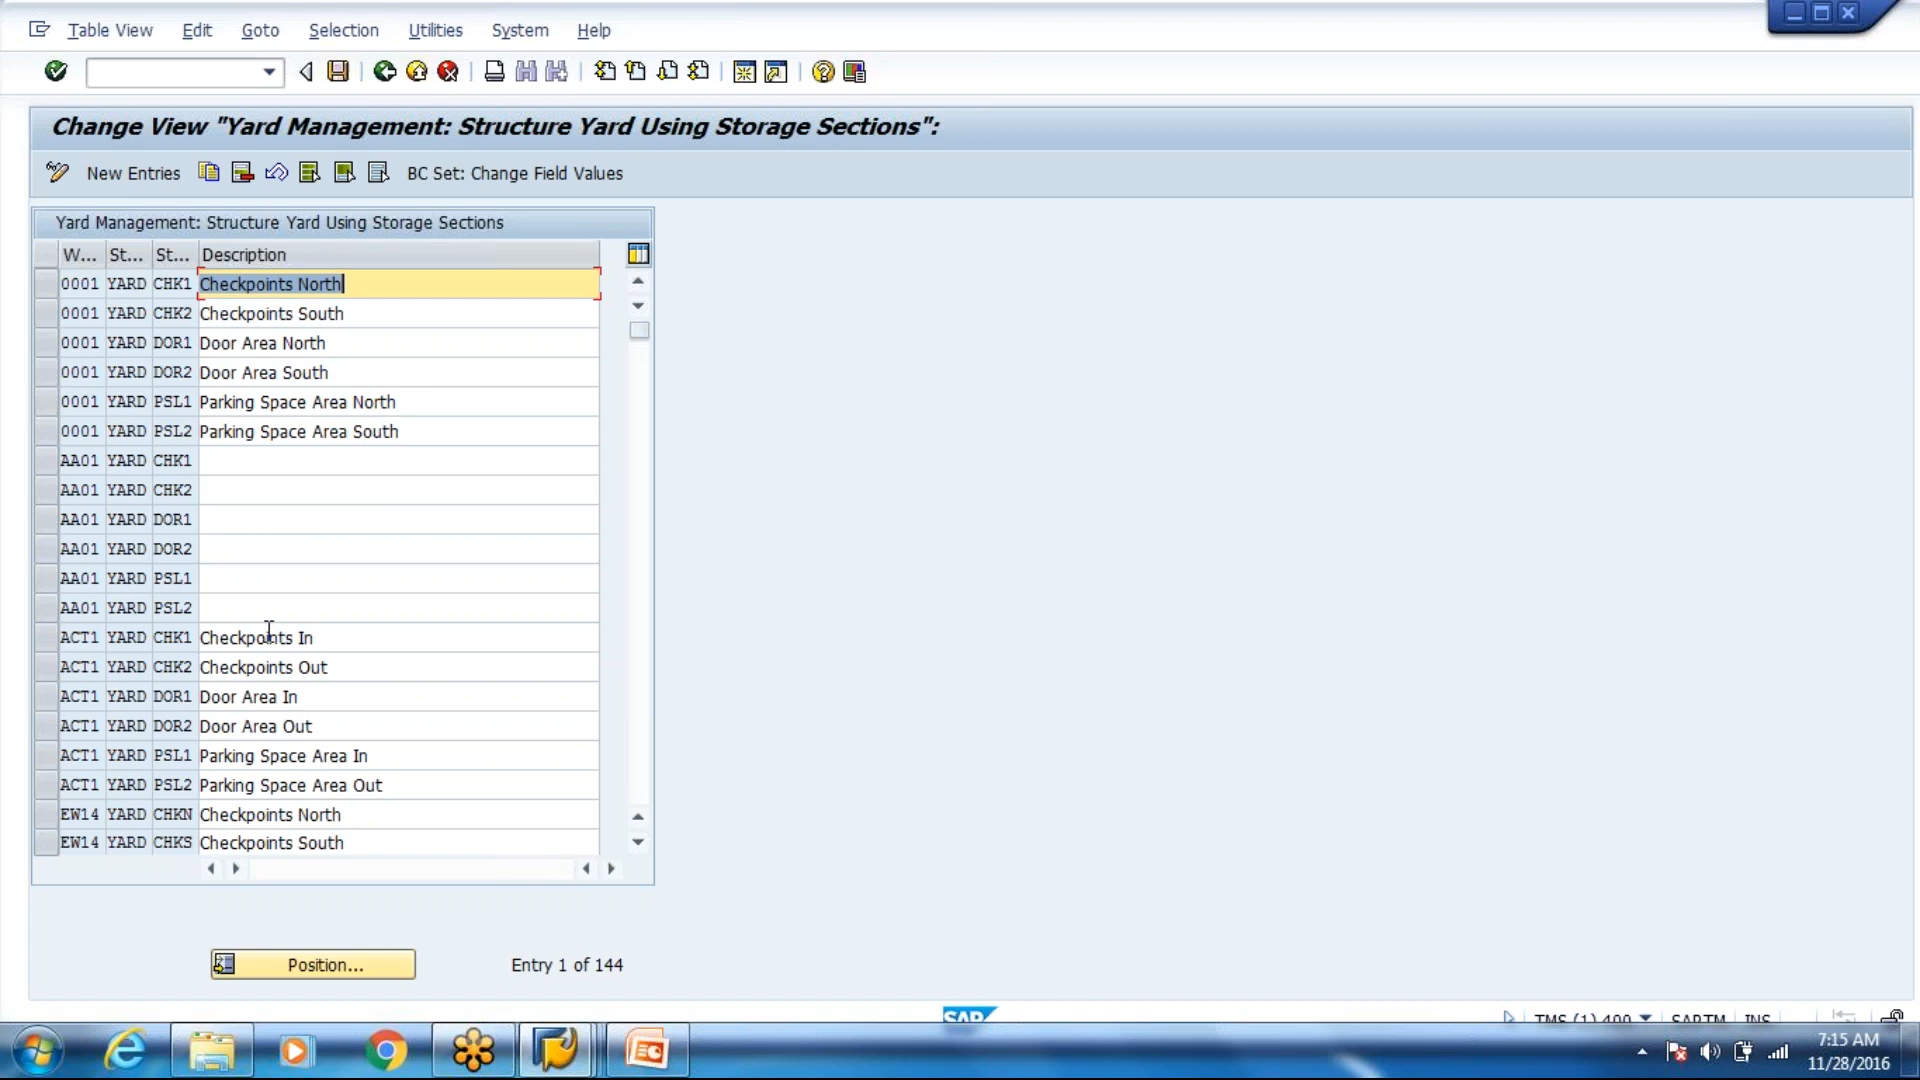 Table View Edit Goto Selection Utilities System Help
Change View "Yard Management: Structure Yard Using Storage Sections":
New Entries BC Set: Change Field Values
Yard Management: Structure Yard Using Storage Sections
W... St... St... Description
0001 YARD CHK1 Checkpoints North
0001 YARD CHK2 Checkpoints South
0001 YARD DOR1 Door Area North
0001 YARD DOR2 Door Area South
0001 YARD PSL1 Parking Space Area North
0001 YARD PSL2 Parking Space Area South
AA01 YARD CHK1
AA01 YARD CHK2
AA01 YARD DOR1
AA01 YARD DOR2
AA01 YARD PSL1
AA01 YARD PSL2
ACT1 YARD CHK1 Checkpoints In
ACT1 YARD CHK2 Checkpoints Out
ACT1 YARD DOR1 Door Area In
ACT1 YARD DOR2 Door Area Out
ACT1 YARD PSL1 Parking Space Area In
ACT1 YARD PSL2 Parking Space Area Out
EW14 YARD CHKN Checkpoints North
EW14 YARD CHKS Checkpoints South
Position... Entry 1 of 144
SAP TMS (1) 400 SAPTM INS
7:15 AM
11/28/2016